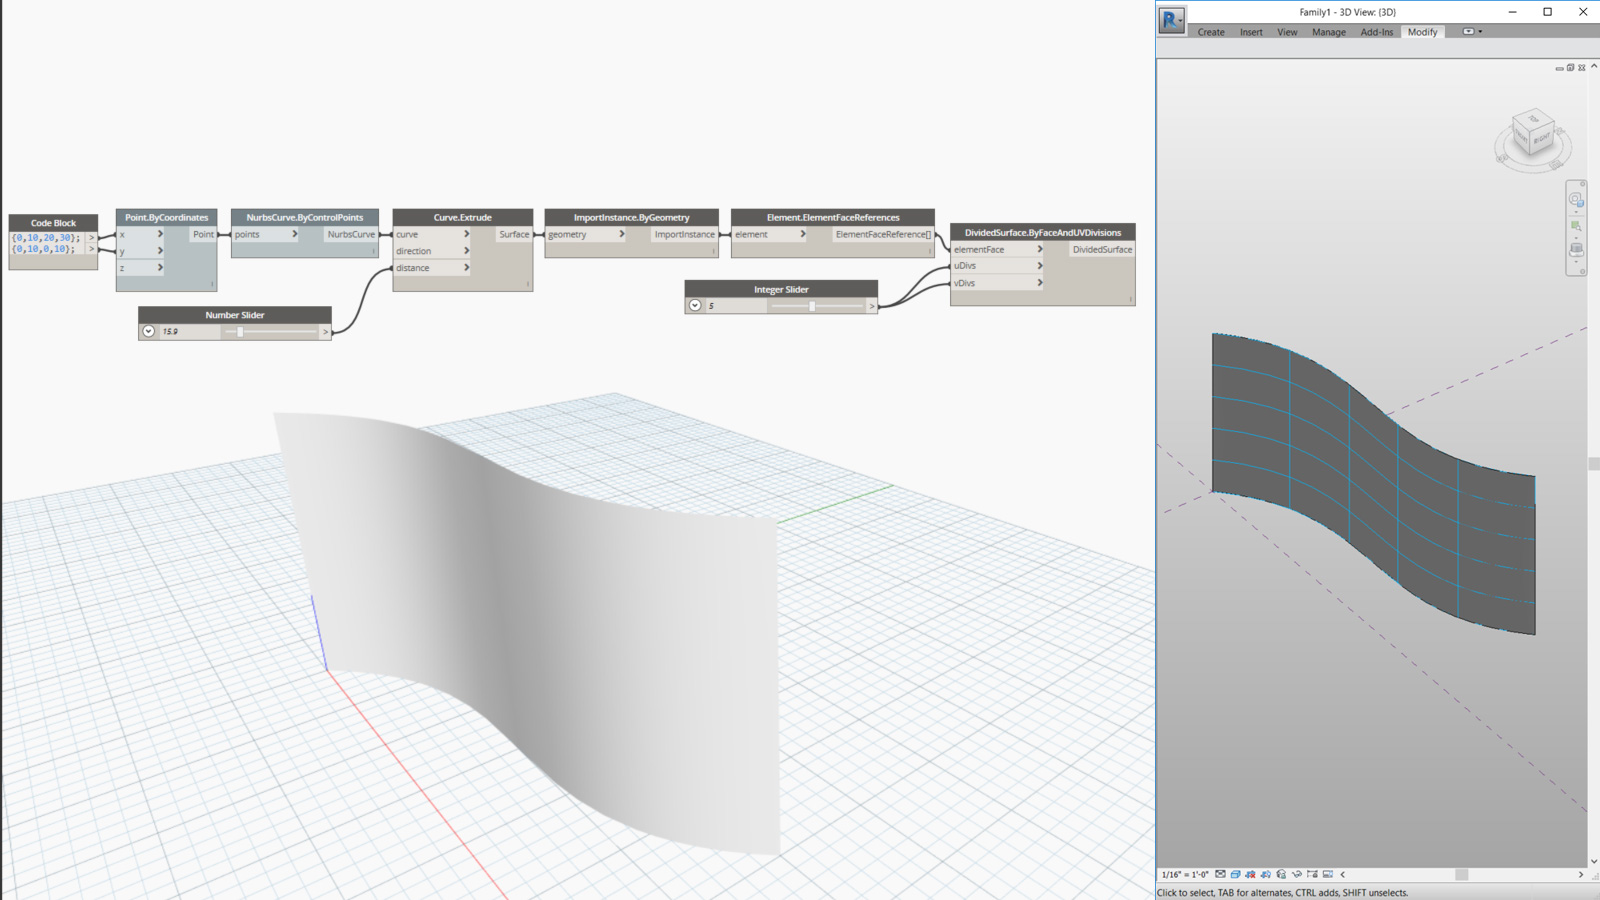 Family1 - 3D View: {3D}
R
Create Insert View Manage Add-Ins Modify
TOP
FRONT RIGHT
Code Block
{0,10,20,30}; >
{0,10,0,10}; >
Point.ByCoordinates
x > Point
y >
z >
NurbsCurve.ByControlPoints
points > NurbsCurve
Curve.Extrude
curve > Surface
direction >
distance >
ImportInstance.ByGeometry
geometry > ImportInstance
Element.ElementFaceReferences
element > ElementFaceReference[]
DividedSurface.ByFaceAndUVDivisions
elementFace > DividedSurface
uDivs >
vDivs >
Integer Slider
5 >
Number Slider
15.9 >
1/16" = 1'-0"
Click to select, TAB for alternates, CTRL adds, SHIFT unselects.